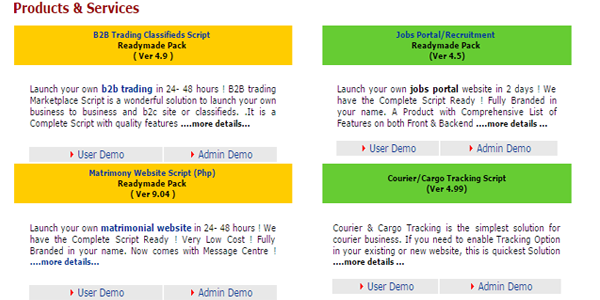 Products & Services
B2B Trading Classifieds Script
Readymade Pack
( Ver 4.9 )
Launch your own b2b trading in 24- 48 hours ! B2B trading
Marketplace Script is a wonderful solution to launch your own
business to business and b2c site or classifieds. .It is a
Complete Script with quality features ....more details...
User Demo
Admin Demo
Jobs Portal/Recruitment
Readymade Pack
(Ver 4.5)
Launch your own jobs portal website in 2 days ! We
have the Complete Script Ready ! Fully Branded in
your name. A Product with Comprehensive List of
Features on both Front & Backend ....more details ...
User Demo
Admin Demo
Matrimony Website Script (Php)
Readymade Pack
( Ver 9.04 )
Launch your own matrimonial website in 24- 48 hours ! We
have the Complete Script Ready ! Very Low Cost ! Fully
Branded in your name. Now comes with Message Centre !
....more details...
User Demo
Admin Demo
Courier/Cargo Tracking Script
(Ver 4.99)
Courier & Cargo Tracking is the simplest solution for
courier business. If you need to enable Tracking Option
in your existing or new website, this is quickest Solution
....more details ...
User Demo
Admin Demo